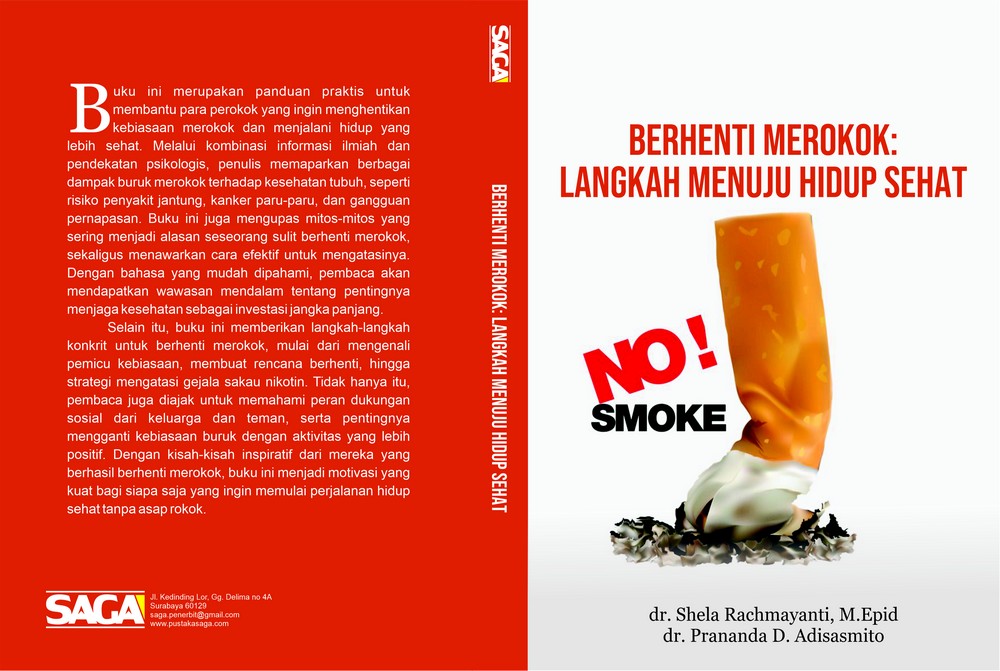 Buku ini merupakan panduan praktis untuk
membantu para perokok yang ingin menghentikan
kebiasaan merokok dan menjalani hidup yang
lebih sehat. Melalui kombinasi informasi ilmiah dan
pendekatan psikologis, penulis memaparkan berbagai
dampak buruk merokok terhadap kesehatan tubuh, seperti
risiko penyakit jantung, kanker paru-paru, dan gangguan
pernapasan. Buku ini juga mengupas mitos-mitos yang
sering menjadi alasan seseorang sulit berhenti merokok,
sekaligus menawarkan cara efektif untuk mengatasinya.
Dengan bahasa yang mudah dipahami, pembaca akan
mendapatkan wawasan mendalam tentang pentingnya
menjaga kesehatan sebagai investasi jangka panjang.
Selain itu, buku ini memberikan langkah-langkah
konkrit untuk berhenti merokok, mulai dari mengenali
pemicu kebiasaan, membuat rencana berhenti, hingga
strategi mengatasi gejala sakau nikotin. Tidak hanya itu,
pembaca juga diajak untuk memahami peran dukungan
sosial dari keluarga dan teman, serta pentingnya
mengganti kebiasaan buruk dengan aktivitas yang lebih
positif. Dengan kisah-kisah inspiratif dari mereka yang
berhasil berhenti merokok, buku ini menjadi motivasi yang
kuat bagi siapa saja yang ingin memulai perjalanan hidup
sehat tanpa asap rokok.
SAGA
Jl. Kedinding Lor, Gg. Delima no 4A
Surabaya 60129
saga.penerbit@gmail.com
www.pustakasaga.com
SAGA
BERHENTI MEROKOK: LANGKAH MENUJU HIDUP SEHAT
BERHENTI MEROKOK:
LANGKAH MENUJU HIDUP SEHAT
NO!
SMOKE
dr. Shela Rachmayanti, M.Epid
dr. Prananda D. Adisasmito